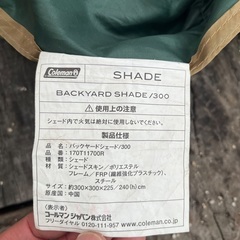 Coleman SHADE
BACKYARD SHADE/300
⚠使用上の注意
シェード内で火気は絶対に使用しないでください。
製品仕様
品 名：バックヤードシェード/300
品 番：170T11700R
種 類：シェード
材 質：シェードスキン／ポリエステル
フレーム／FRP（繊維強化プラスチック）、
スチール
サイズ：約300×300×225／240(h)cm
原産国：中国
（表示者）
コールマン ジャパン株式会社
フリーダイヤル 0120-111-957 www.coleman.co.jp